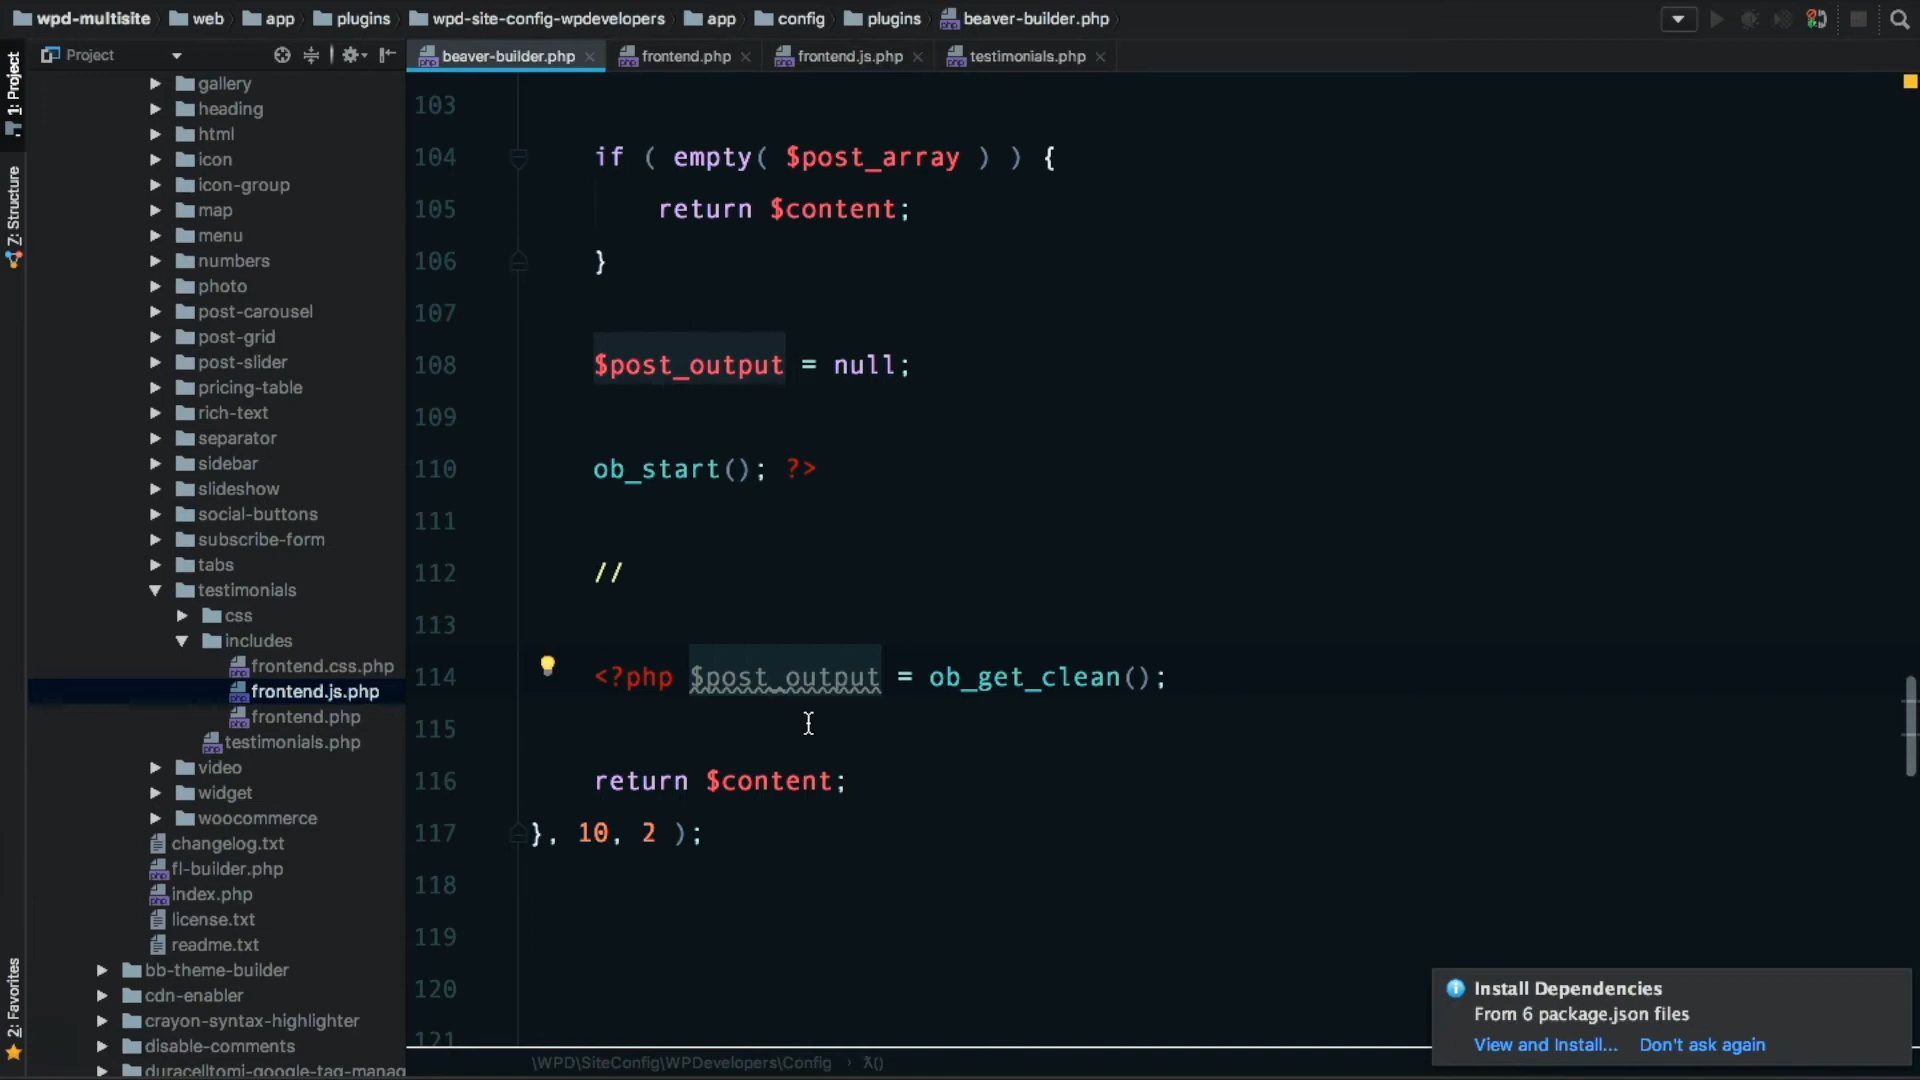 wpd-multisite web app plugins wpd-site-config-wpdevelopers app config plugins beaver-builder.php
Project
beaver-builder.php frontend.php frontend.js.php testimonials.php
1: Project
Z: Structure
2: Favorites
gallery
heading
html
icon
icon-group
map
menu
numbers
photo
post-carousel
post-grid
post-slider
pricing-table
rich-text
separator
sidebar
slideshow
social-buttons
subscribe-form
tabs
testimonials
css
includes
frontend.css.php
frontend.js.php
frontend.php
testimonials.php
video
widget
woocommerce
changelog.txt
fl-builder.php
index.php
license.txt
readme.txt
bb-theme-builder
cdn-enabler
crayon-syntax-highlighter
disable-comments
duracelltomi-google-tag-manag
103
104 if ( empty( $post_array ) ) {
105 return $content;
106 }
107
108 $post_output = null;
109
110 ob_start(); ?>
111
112 //
113
114 <?php $post_output = ob_get_clean();
115
116 return $content;
117 }, 10, 2 );
118
119
120
121
\WPD\SiteConfig\WPDevelopers\Config › λ()
Install Dependencies
From 6 package.json files
View and Install... Don't ask again